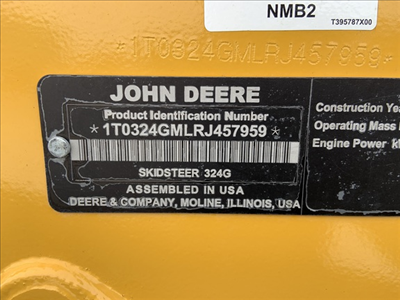 NMB2
T395787X00
*1T0324GMLRJ457959*
JOHN DEERE
Product Identification Number
*1T0324GMLRJ457959*
SKIDSTEER 324G
ASSEMBLED IN USA
DEERE & COMPANY, MOLINE, ILLINOIS, USA
Construction Yea
Operating Mass
Engine Power k